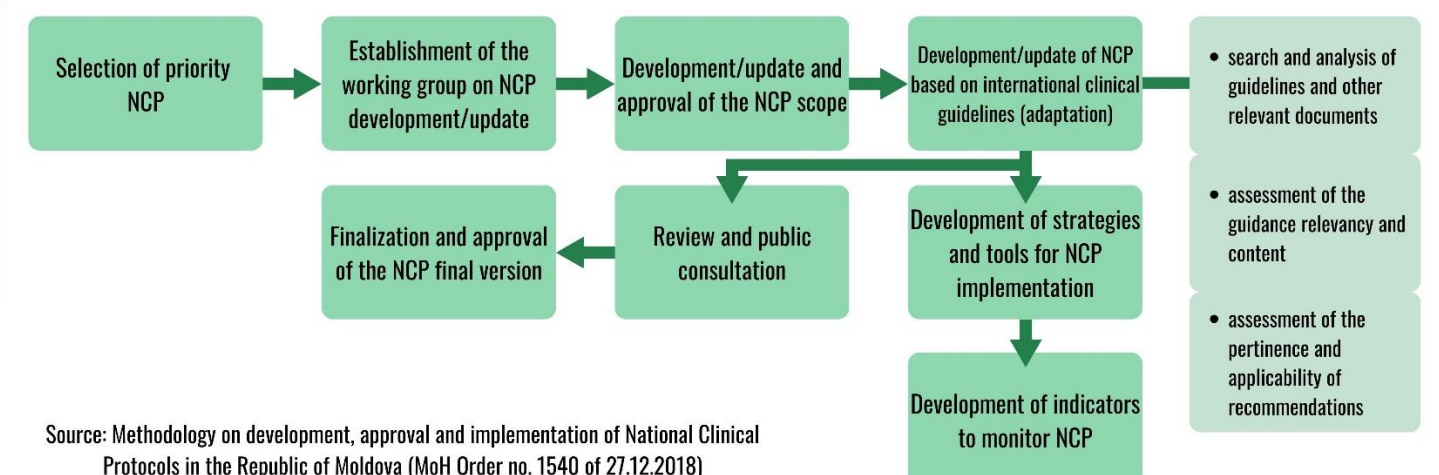 Selection of priority
NCP
Establishment of the
working group on NCP
development/update
Development/update and
approval of the NCP scope
Development/update of NCP
based on international clinical
guidelines (adaptation)
• search and analysis of
guidelines and other
relevant documents
• assessment of the
guidance relevancy and
content
• assessment of the
pertinence and
applicability of
recommendations
Finalization and approval
of the NCP final version
Review and public
consultation
Development of strategies
and tools for NCP
implementation
Development of indicators
to monitor NCP
Source: Methodology on development, approval and implementation of National Clinical
Protocols in the Republic of Moldova (MoH Order no. 1540 of 27.12.2018)